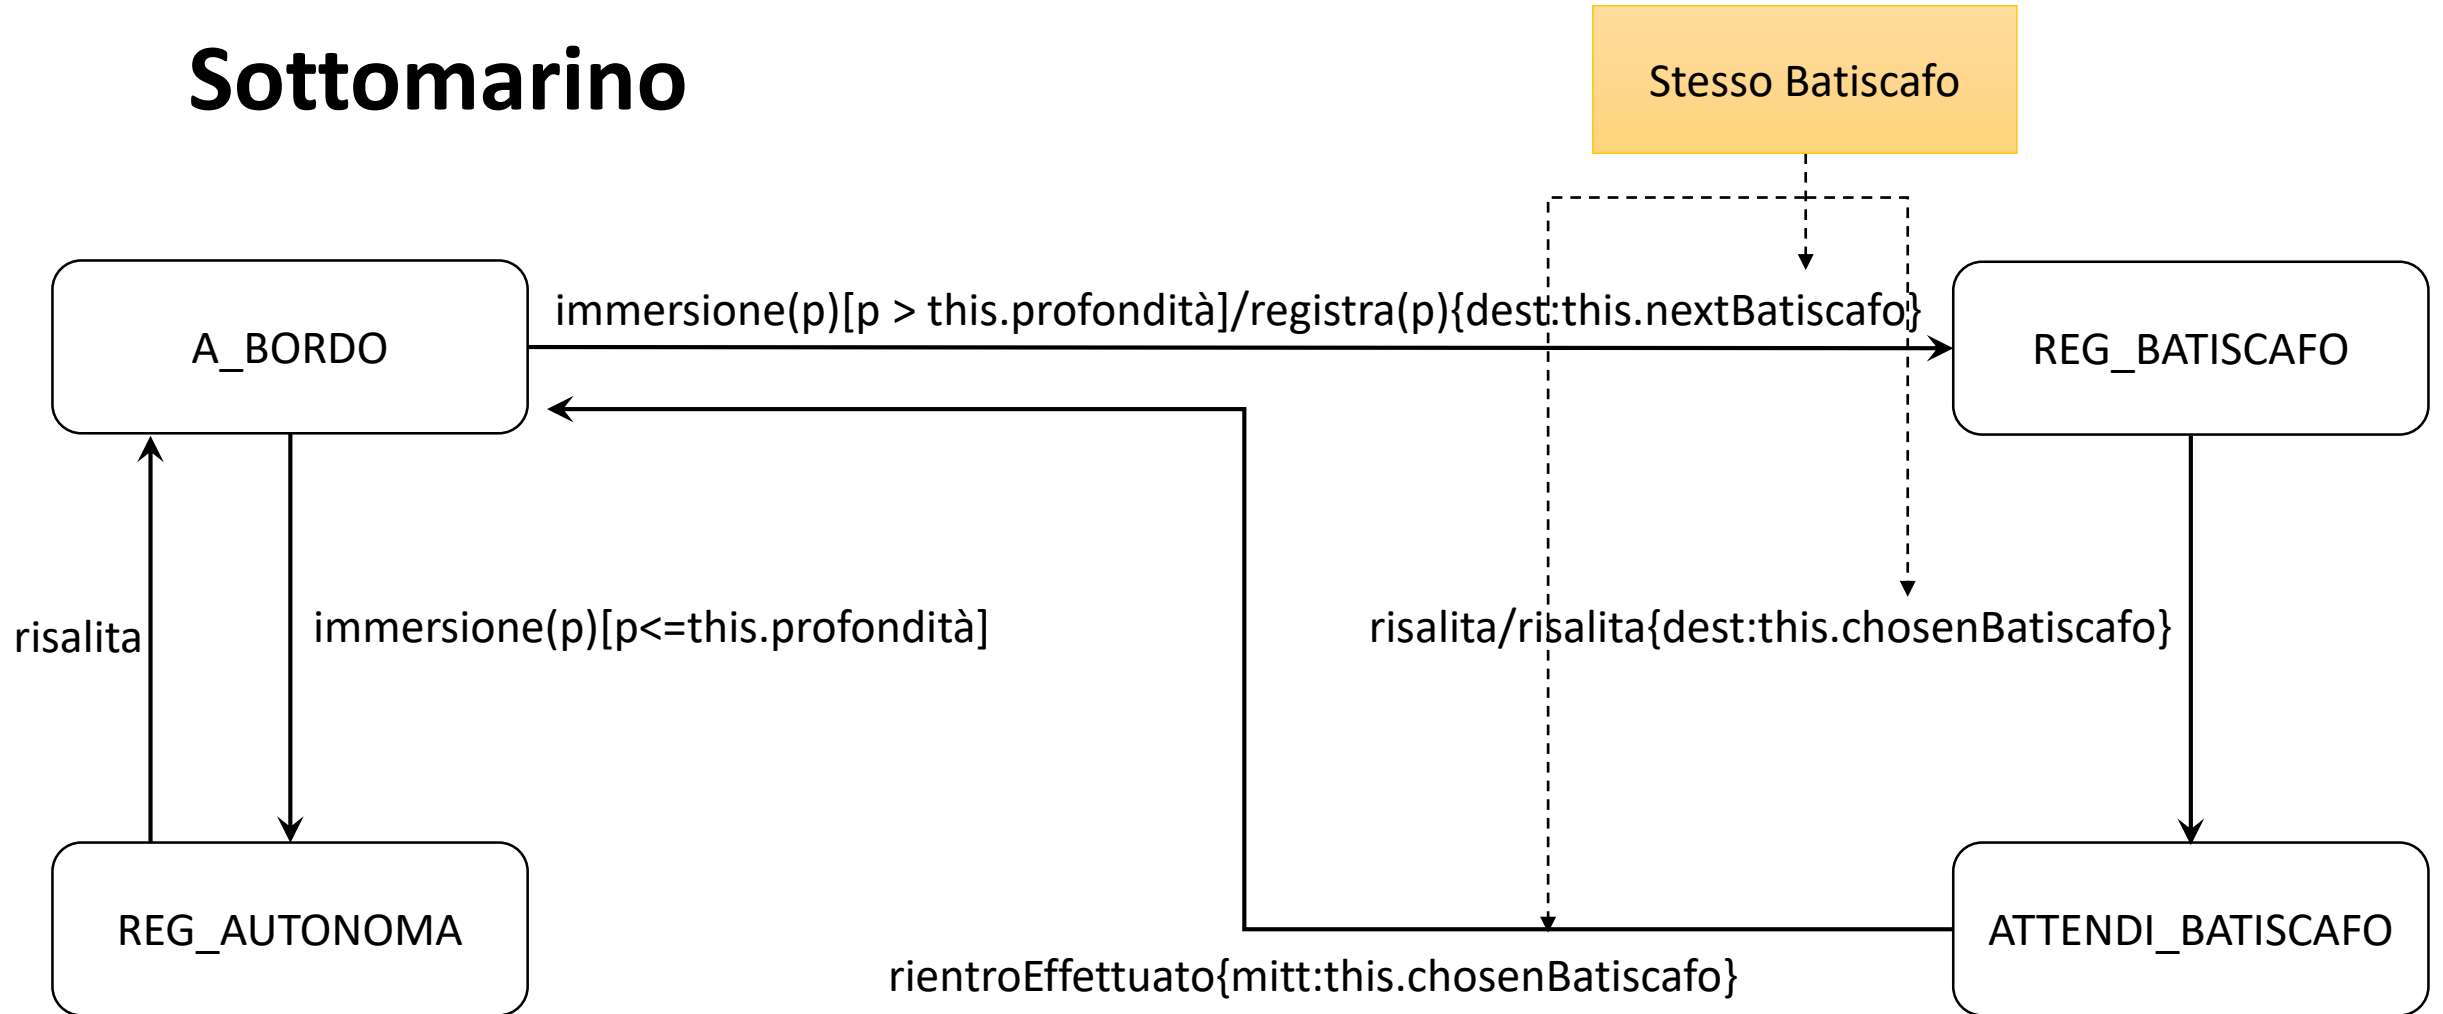 Sottomarino
Stesso Batiscafo
immersione(p)[p > this.profondità]/registra(p){dest:this.nextBatiscafo}
A_BORDO
REG_BATISCAFO
risalita
immersione(p)[p<=this.profondità]
risalita/risalita{dest:this.chosenBatiscafo}
REG_AUTONOMA
ATTENDI_BATISCAFO
rientroEffettuato{mitt:this.chosenBatiscafo}